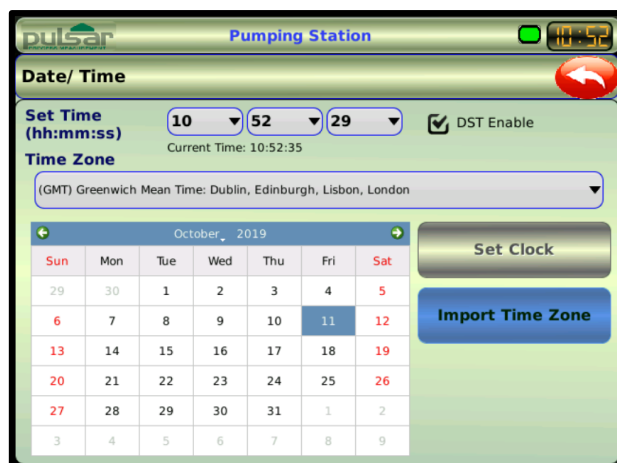 pulsar
Pumping Station
10:52
PROCESS MEASUREMENT
Date/ Time
Set Time
(hh:mm:ss)
10 52 29
DST Enable
Current Time: 10:52:35
Time Zone
(GMT) Greenwich Mean Time: Dublin, Edinburgh, Lisbon, London
October, 2019
Sun Mon Tue Wed Thu Fri Sat
29 30 1 2 3 4 5
6 7 8 9 10 11 12
13 14 15 16 17 18 19
20 21 22 23 24 25 26
27 28 29 30 31 1 2
3 4 5 6 7 8 9
Set Clock
Import Time Zone